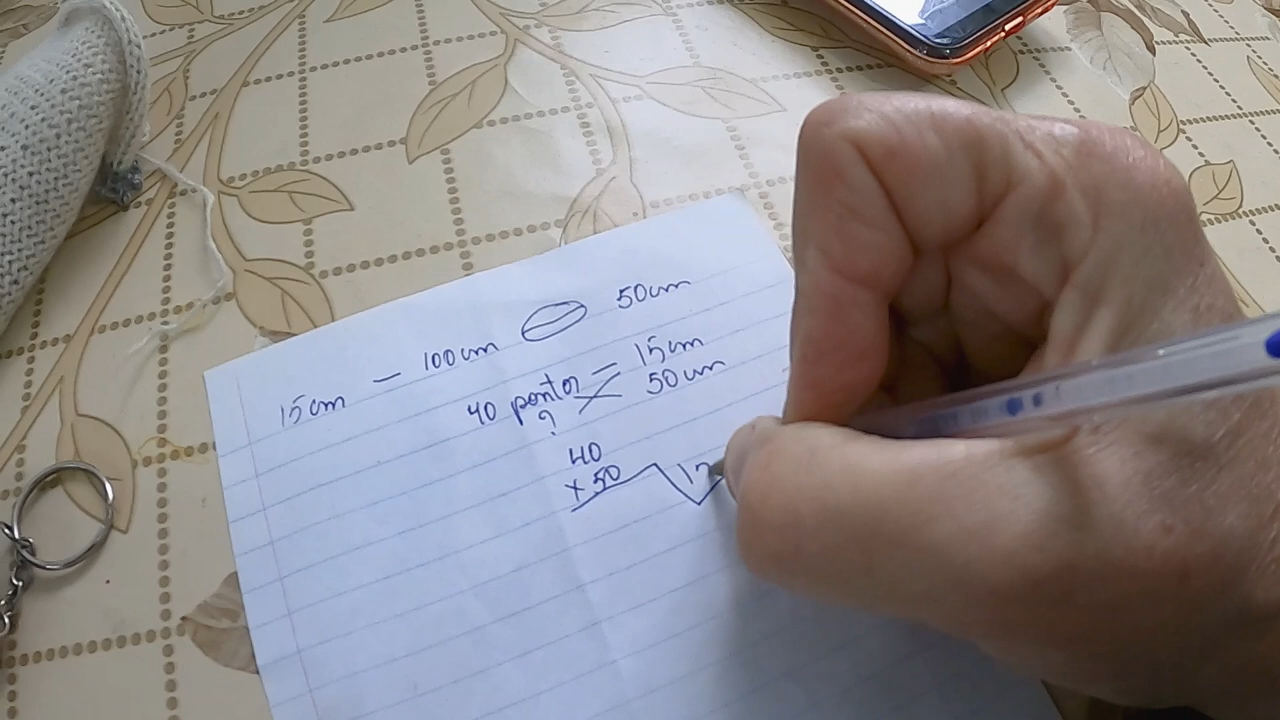 15cm - 100cm 50cm
40 pontos = 15cm
? 50cm
40
x 50